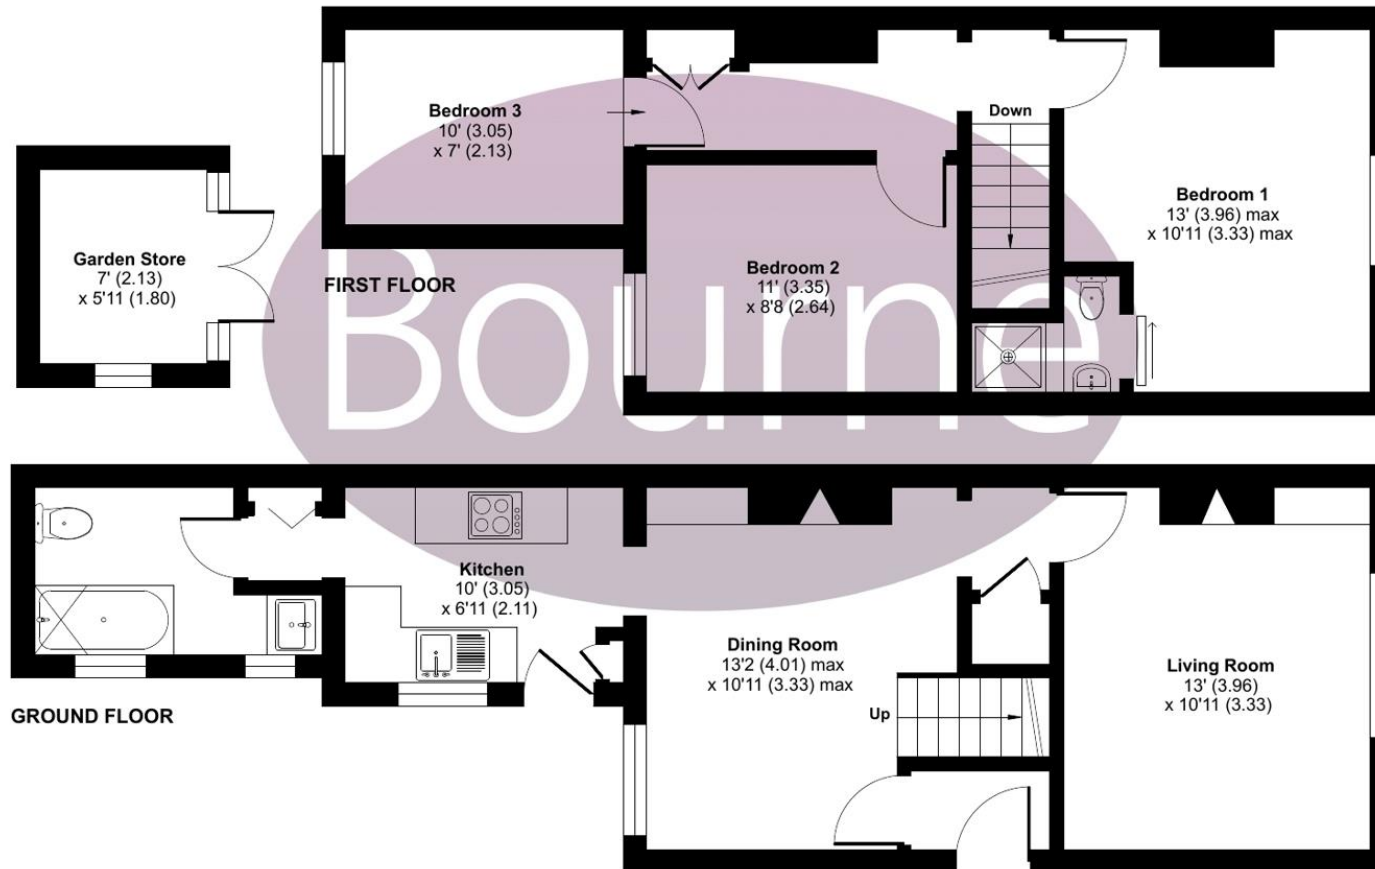 Bedroom 3
10' (3.05)
x 7' (2.13)
Down
Bedroom 1
13' (3.96) max
x 10'11 (3.33) max
Garden Store
7' (2.13)
x 5'11 (1.80)
FIRST FLOOR
Bedroom 2
11' (3.35)
x 8'8 (2.64)
Bourne
Kitchen
10' (3.05)
x 6'11 (2.11)
Dining Room
13'2 (4.01) max
x 10'11 (3.33) max
Living Room
13' (3.96)
x 10'11 (3.33)
Up
GROUND FLOOR